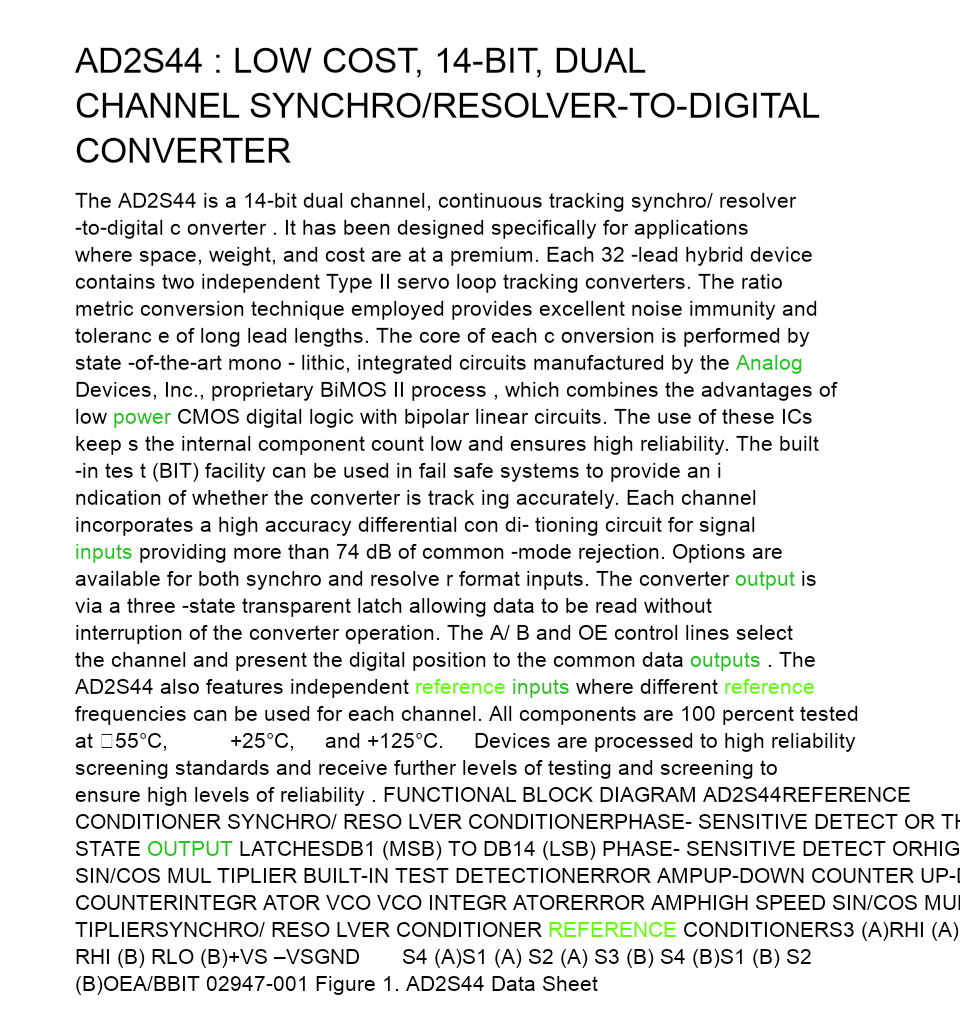 AD2S44 : LOW COST, 14-BIT, DUAL
CHANNEL SYNCHRO/RESOLVER-TO-DIGITAL
CONVERTER
The AD2S44 is a 14-bit dual channel, continuous tracking synchro/ resolver
-to-digital c onverter . It has been designed specifically for applications
where space, weight, and cost are at a premium. Each 32 -lead hybrid device
contains two independent Type II servo loop tracking converters. The ratio
metric conversion technique employed provides excellent noise immunity and
toleranc e of long lead lengths. The core of each c onversion is performed by
state -of-the-art mono - lithic, integrated circuits manufactured by the Analog
Devices, Inc., proprietary BiMOS II process , which combines the advantages of
low power CMOS digital logic with bipolar linear circuits. The use of these ICs
keep s the internal component count low and ensures high reliability. The built
-in tes t (BIT) facility can be used in fail safe systems to provide an i
ndication of whether the converter is track ing accurately. Each channel
incorporates a high accuracy differential con di- tioning circuit for signal
inputs providing more than 74 dB of common -mode rejection. Options are
available for both synchro and resolve r format inputs. The converter output is
via a three -state transparent latch allowing data to be read without
interruption of the converter operation. The A/ B and OE control lines select
the channel and present the digital position to the common data outputs . The
AD2S44 also features independent reference inputs where different reference
frequencies can be used for each channel. All components are 100 percent tested
at 55°C, +25°C, and +125°C. Devices are processed to high reliability
screening standards and receive further levels of testing and screening to
ensure high levels of reliability . FUNCTIONAL BLOCK DIAGRAM AD2S44REFERENCE
CONDITIONER SYNCHRO/ RESO LVER CONDITIONERPHASE- SENSITIVE DETECT OR TH
STATE OUTPUT LATCHESDB1 (MSB) TO DB14 (LSB) PHASE- SENSITIVE DETECT ORHIG
SIN/COS MUL TIPLIER BUILT-IN TEST DETECTIONERROR AMPUP-DOWN COUNTER UP-D
COUNTERINTEGR ATOR VCO VCO INTEGR ATORERROR AMPHIGH SPEED SIN/COS MUL
TIPLIERSYNCHRO/ RESO LVER CONDITIONER REFERENCE CONDITIONERS3 (A)RHI (A)
RHI (B) RLO (B)+VS –VSGND S4 (A)S1 (A) S2 (A) S3 (B) S4 (B)S1 (B) S2
(B)OEA/BBIT 02947-001 Figure 1. AD2S44 Data Sheet